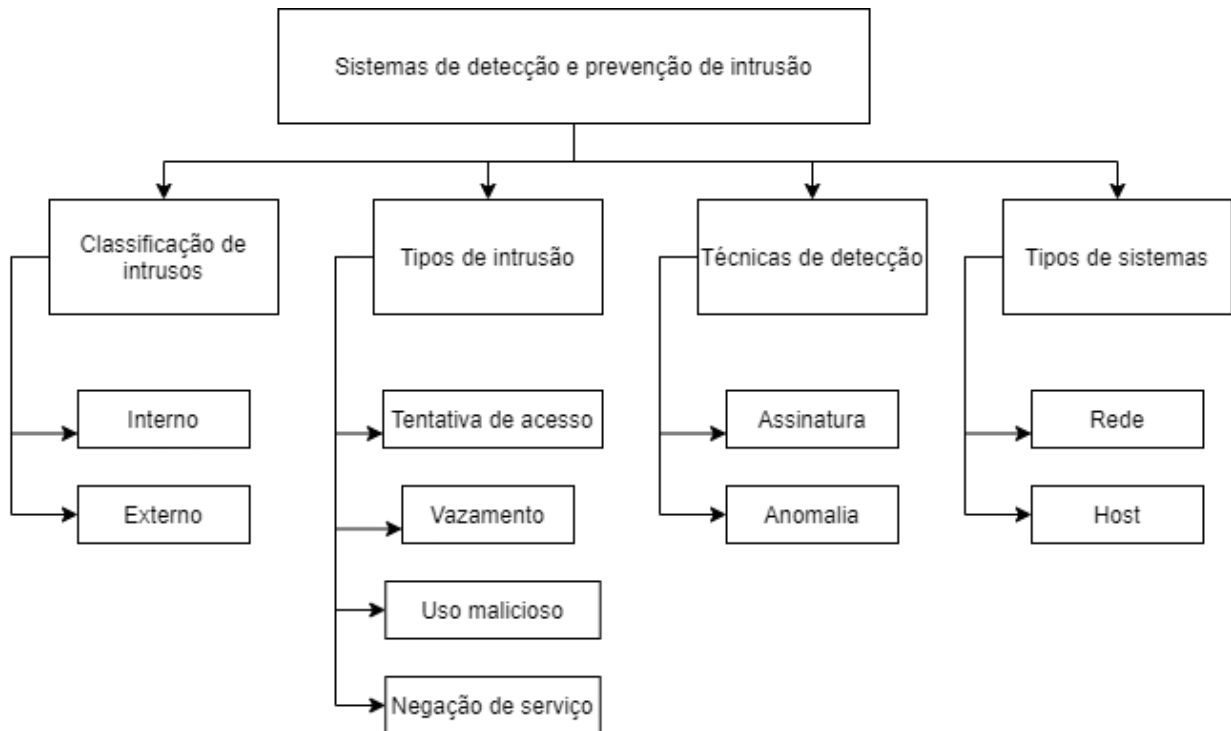 Sistemas de detecção e prevenção de intrusão
Classificação de
intrusos
Tipos de intrusão
Técnicas de detecção
Tipos de sistemas
Interno
Externo
Tentativa de acesso
Vazamento
Uso malicioso
Negação de serviço
Assinatura
Anomalia
Rede
Host